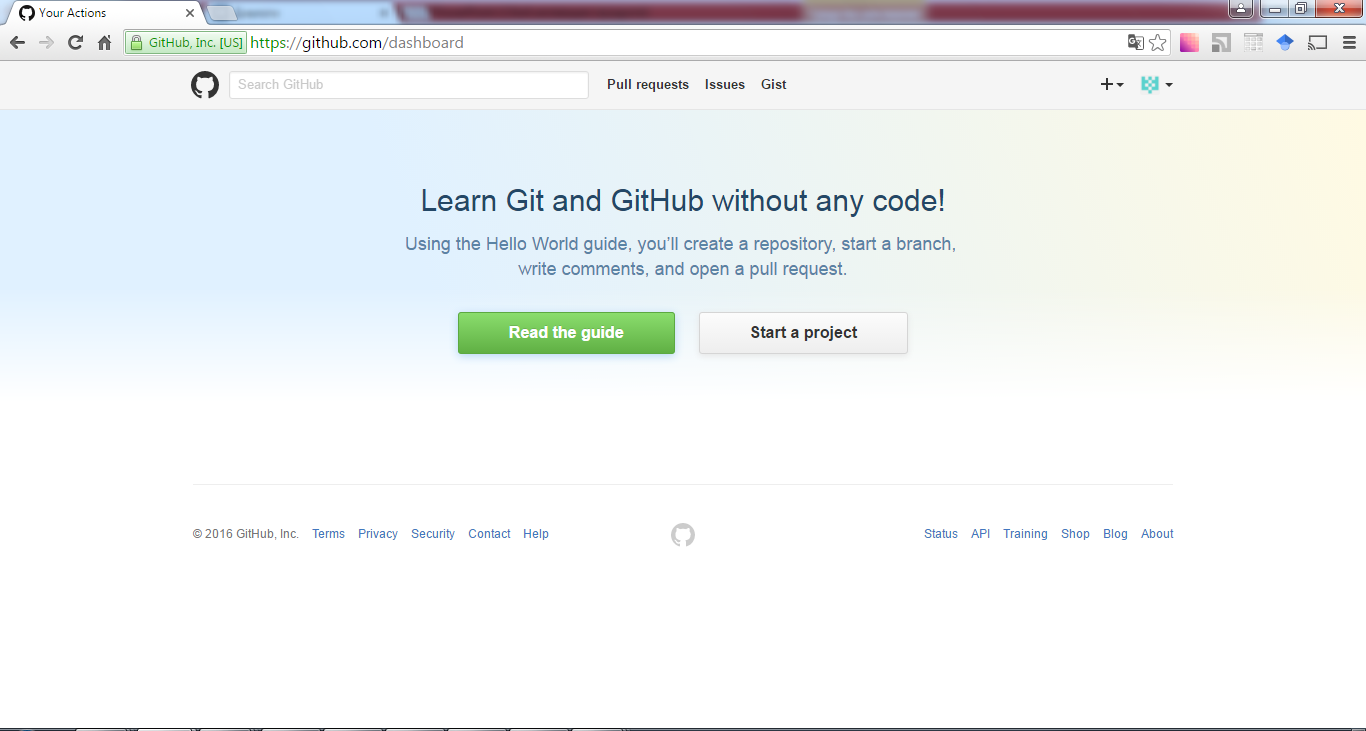 Your Actions
GitHub, Inc. [US] https://github.com/dashboard
Search GitHub Pull requests Issues Gist
Learn Git and GitHub without any code!
Using the Hello World guide, you’ll create a repository, start a branch,
write comments, and open a pull request.
Read the guide Start a project
© 2016 GitHub, Inc. Terms Privacy Security Contact Help Status API Training Shop Blog About